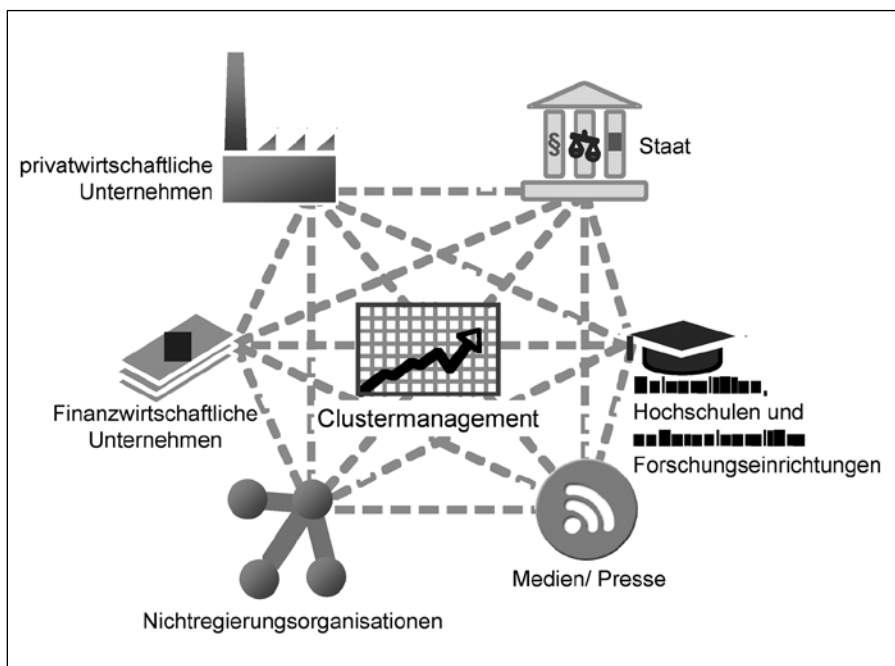 privatwirtschaftliche
Unternehmen
§
Staat
Finanzwirtschaftliche
Unternehmen
Clustermanagement
Hochschulen und
Forschungseinrichtungen
Medien/ Presse
Nichtregierungsorganisationen